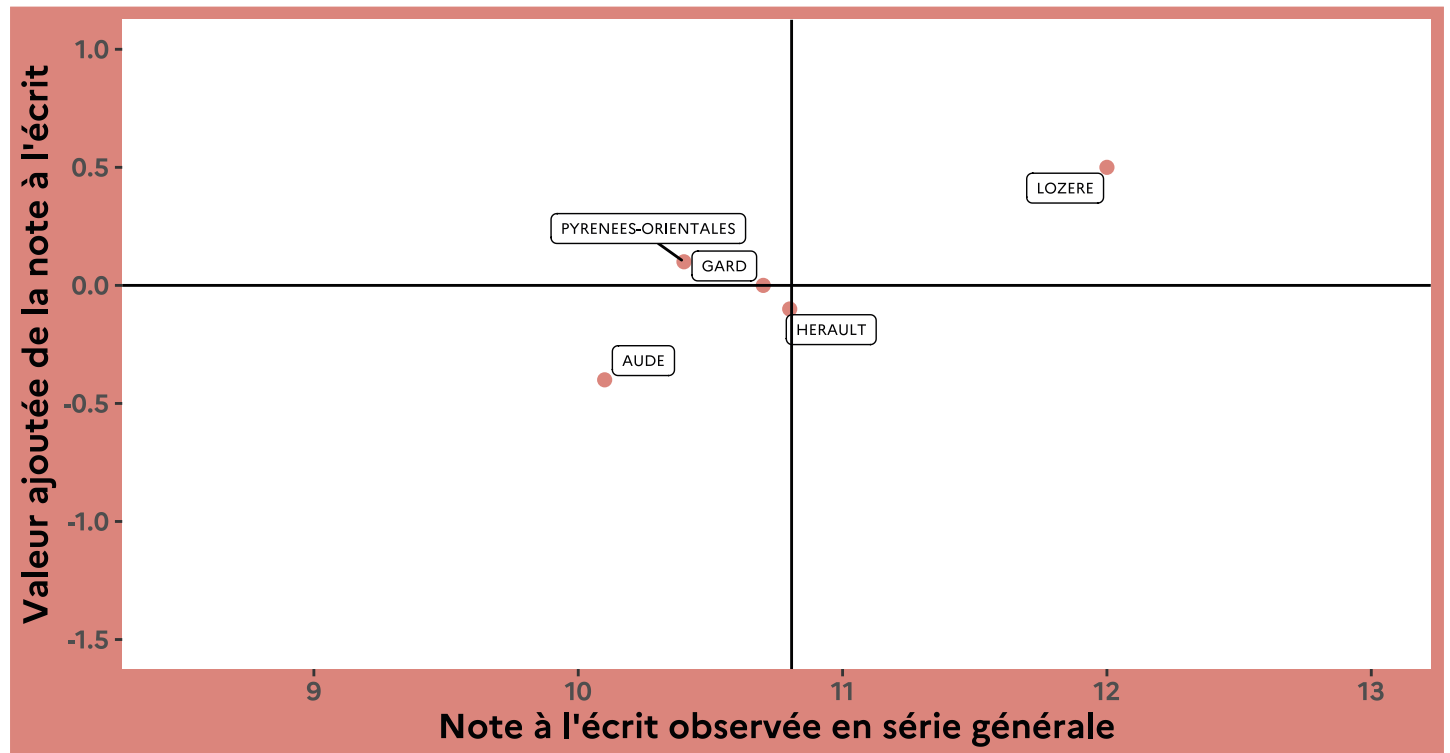 Valeur ajoutée de la note à l'écrit
1.0
0.5
0.0
-0.5
-1.0
-1.5
LOZERE
PYRENEES-ORIENTALES
GARD
HERAULT
AUDE
9
10
11
12
13
Note à l'écrit observée en série générale